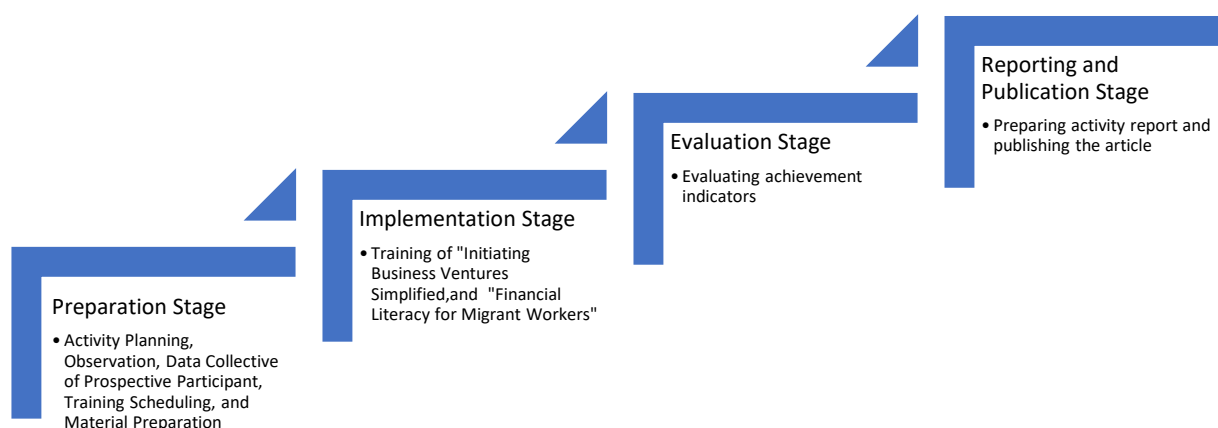 Preparation Stage
• Activity Planning,
Observation, Data Collective
of Prospective Participant,
Training Scheduling, and
Material Preparation
Implementation Stage
• Training of "Initiating
Business Ventures
Simplified,and "Financial
Literacy for Migrant Workers"
Evaluation Stage
• Evaluating achievement
indicators
Reporting and
Publication Stage
• Preparing activity report and
publishing the article